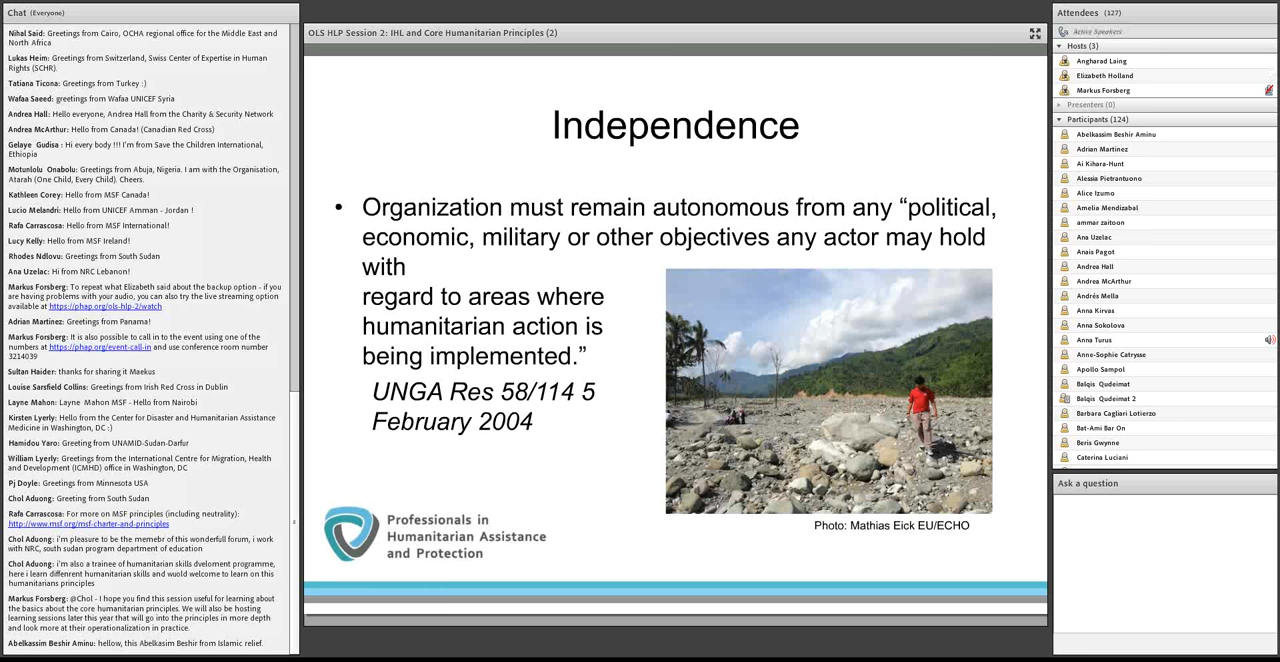 Chat (Everyone)
Nihal Said: Greetings from Cairo, OCHA regional office for the Middle East and
North Africa
Lukas Heim: Greetings from Switzerland, Swiss Center of Expertise in Human
Rights (SCHR).
Tatiana Ticona: Greetings from Turkey :)
Wafaa Saeed: greetings from Wafaa UNICEF Syria
Andrea Hall: Hello everyone, Andrea Hall from the Charity & Security Network
Andrea McArthur: Hello from Canada! (Canadian Red Cross)
Gelaye Gudisa : Hi every body !!! I'm from Save the Children International,
Ethiopia
Motunlolu Onabolu: Greetings from Abuja, Nigeria. I am with the Organisation,
Atarah (One Child, Every Child). Cheers.
Kathleen Corey: Hello from MSF Canada!
Lucio Melandri: Hello from UNICEF Amman - Jordan !
Rafa Carrascosa: Hello from MSF International!
Lucy Kelly: Hello from MSF Ireland!
Rhodes Ndlovu: Greetings from South Sudan
Ana Uzelac: Hi from NRC Lebanon!
Markus Forsberg: To repeat what Elizabeth said about the backup option - if you
are having problems with your audio, you can also try the live streaming option
available at https://phap.org/ols-hlp-2/watch
Adrian Martinez: Greetings from Panama!
Markus Forsberg: It is also possible to call in to the event using one of the
numbers at https://phap.org/event-call-in and use conference room number
3214039
Sultan Haider: thanks for sharing it Maekus
Louise Sarsfield Collins: Greetings from Irish Red Cross in Dublin
Layne Mahon: Layne Mahon MSF - Hello from Nairobi
Kirsten Lyerly: Hello from the Center for Disaster and Humanitarian Assistance
Medicine in Washington, DC :)
Hamidou Yaro: Greeting from UNAMID-Sudan-Darfur
William Lyerly: Greetings from the International Centre for Migration, Health
and Development (ICMHD) office in Washington, DC
Pj Doyle: Greetings from Minnesota USA
Chol Aduong: Greeting from South Sudan
Rafa Carrascosa: For more on MSF principles (including neutrality):
http://www.msf.org/msf-charter-and-principles
Chol Aduong: i'm pleasure to be the memebr of this wonderfull forum, i work
with NRC, south sudan program department of education
Chol Aduong: i'm also a trainee of humanitarian skills dveloment programme,
here i learn diffenrent humanitarian skills and wuold welcome to learn on this
humanitarians principles
Markus Forsberg: @Chol - I hope you find this session useful for learning about
the basics about the core humanitarian principles. We will also be hosting
learning sessions later this year that will go into the principles in more depth
and look more at their operationalization in practice.
Abelkassim Beshir Aminu: hellow, this Abelkasim Beshir from Islamic relief.
OLS HLP Session 2: IHL and Core Humanitarian Principles (2)
Independence
• Organization must remain autonomous from any “political,
economic, military or other objectives any actor may hold
with
regard to areas where
humanitarian action is
being implemented.”
UNGA Res 58/114 5
February 2004
Photo: Mathias Eick EU/ECHO
Professionals in
Humanitarian Assistance
and Protection
Attendees (127)
Active Speakers
Hosts (3)
Angharad Laing
Elizabeth Holland
Markus Forsberg
Presenters (0)
Participants (124)
Abelkassim Beshir Aminu
Adrian Martinez
Ai Kihara-Hunt
Alessia Pietrantuono
Alice Izumo
Amelia Mendizabal
ammar zaitoon
Ana Uzelac
Anais Pagot
Andrea Hall
Andrea McArthur
Andrés Mella
Anna Kirvas
Anna Sokolova
Anna Turus
Anne-Sophie Catrysse
Apollo Sampol
Balqis Qudeimat
Balqis Qudeimat 2
Barbara Cagliari Lotierzo
Bat-Ami Bar On
Beris Gwynne
Caterina Luciani
Ask a question